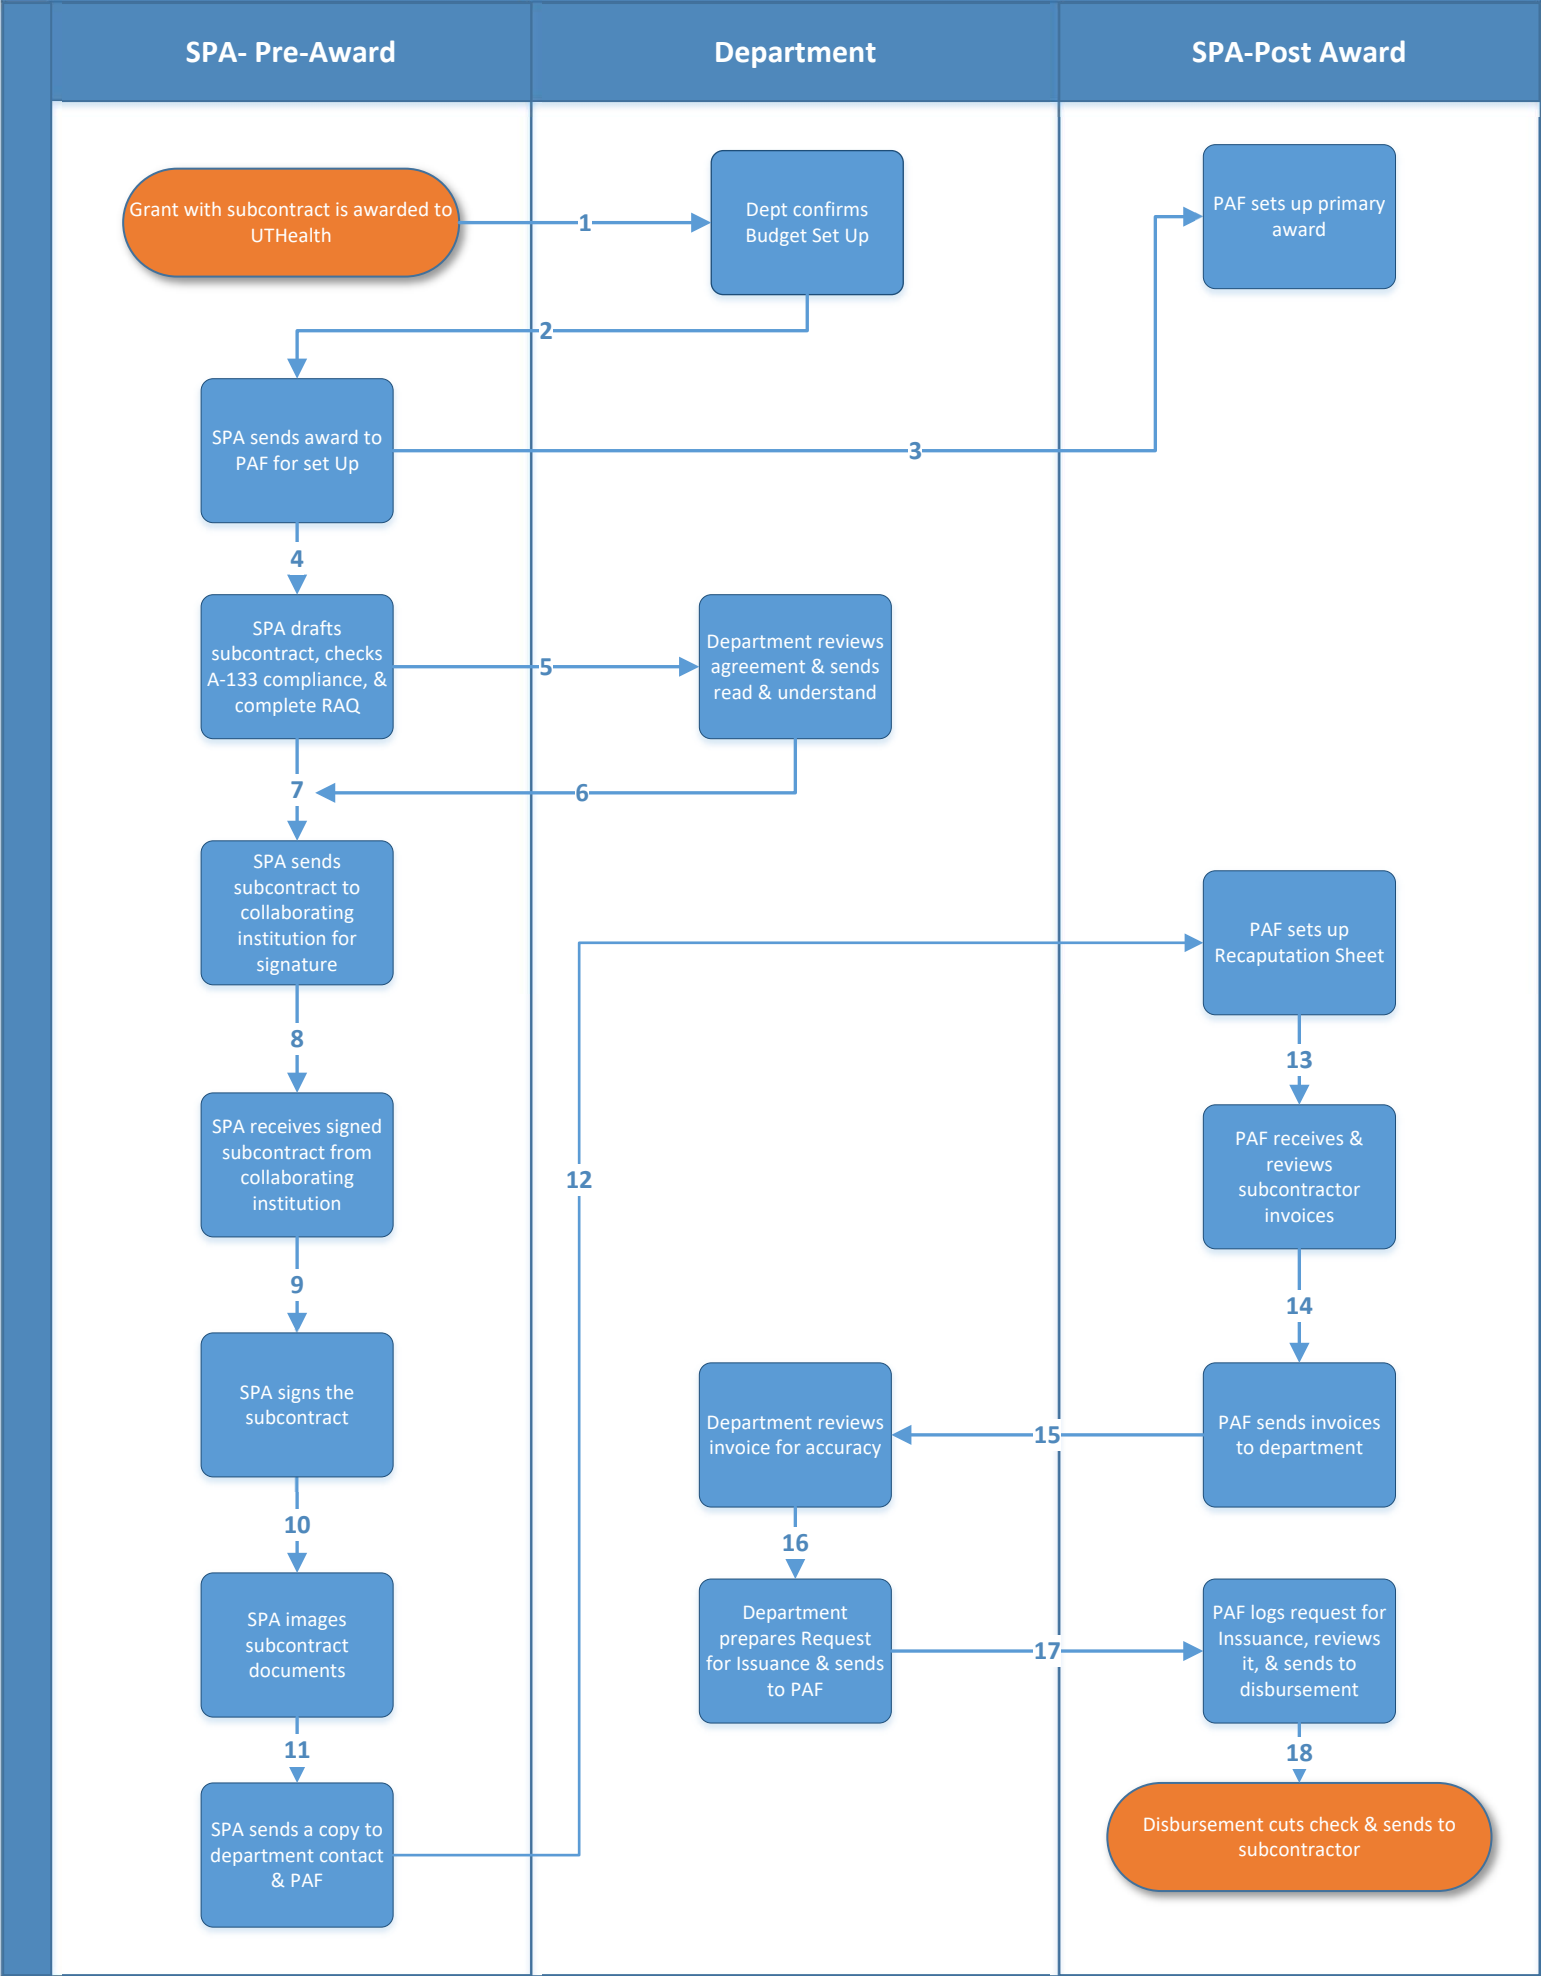 SPA- Pre-Award
Department
SPA-Post Award
Grant with subcontract is awarded to
UTHealth
1
Dept confirms
Budget Set Up
PAF sets up primary
award
2
SPA sends award to
PAF for set Up
3
4
SPA drafts
subcontract, checks
A-133 compliance, &
complete RAQ
5
Department reviews
agreement & sends
read & understand
6
7
SPA sends
subcontract to
collaborating
institution for
signature
8
SPA receives signed
subcontract from
collaborating
institution
9
SPA signs the
subcontract
10
SPA images
subcontract
documents
11
SPA sends a copy to
department contact
& PAF
12
PAF sets up
Recaputation Sheet
13
PAF receives &
reviews
subcontractor
invoices
14
PAF sends invoices
to department
15
Department reviews
invoice for accuracy
16
Department
prepares Request
for Issuance & sends
to PAF
17
PAF logs request for
Inssuance, reviews
it, & sends to
disbursement
18
Disbursement cuts check & sends to
subcontractor